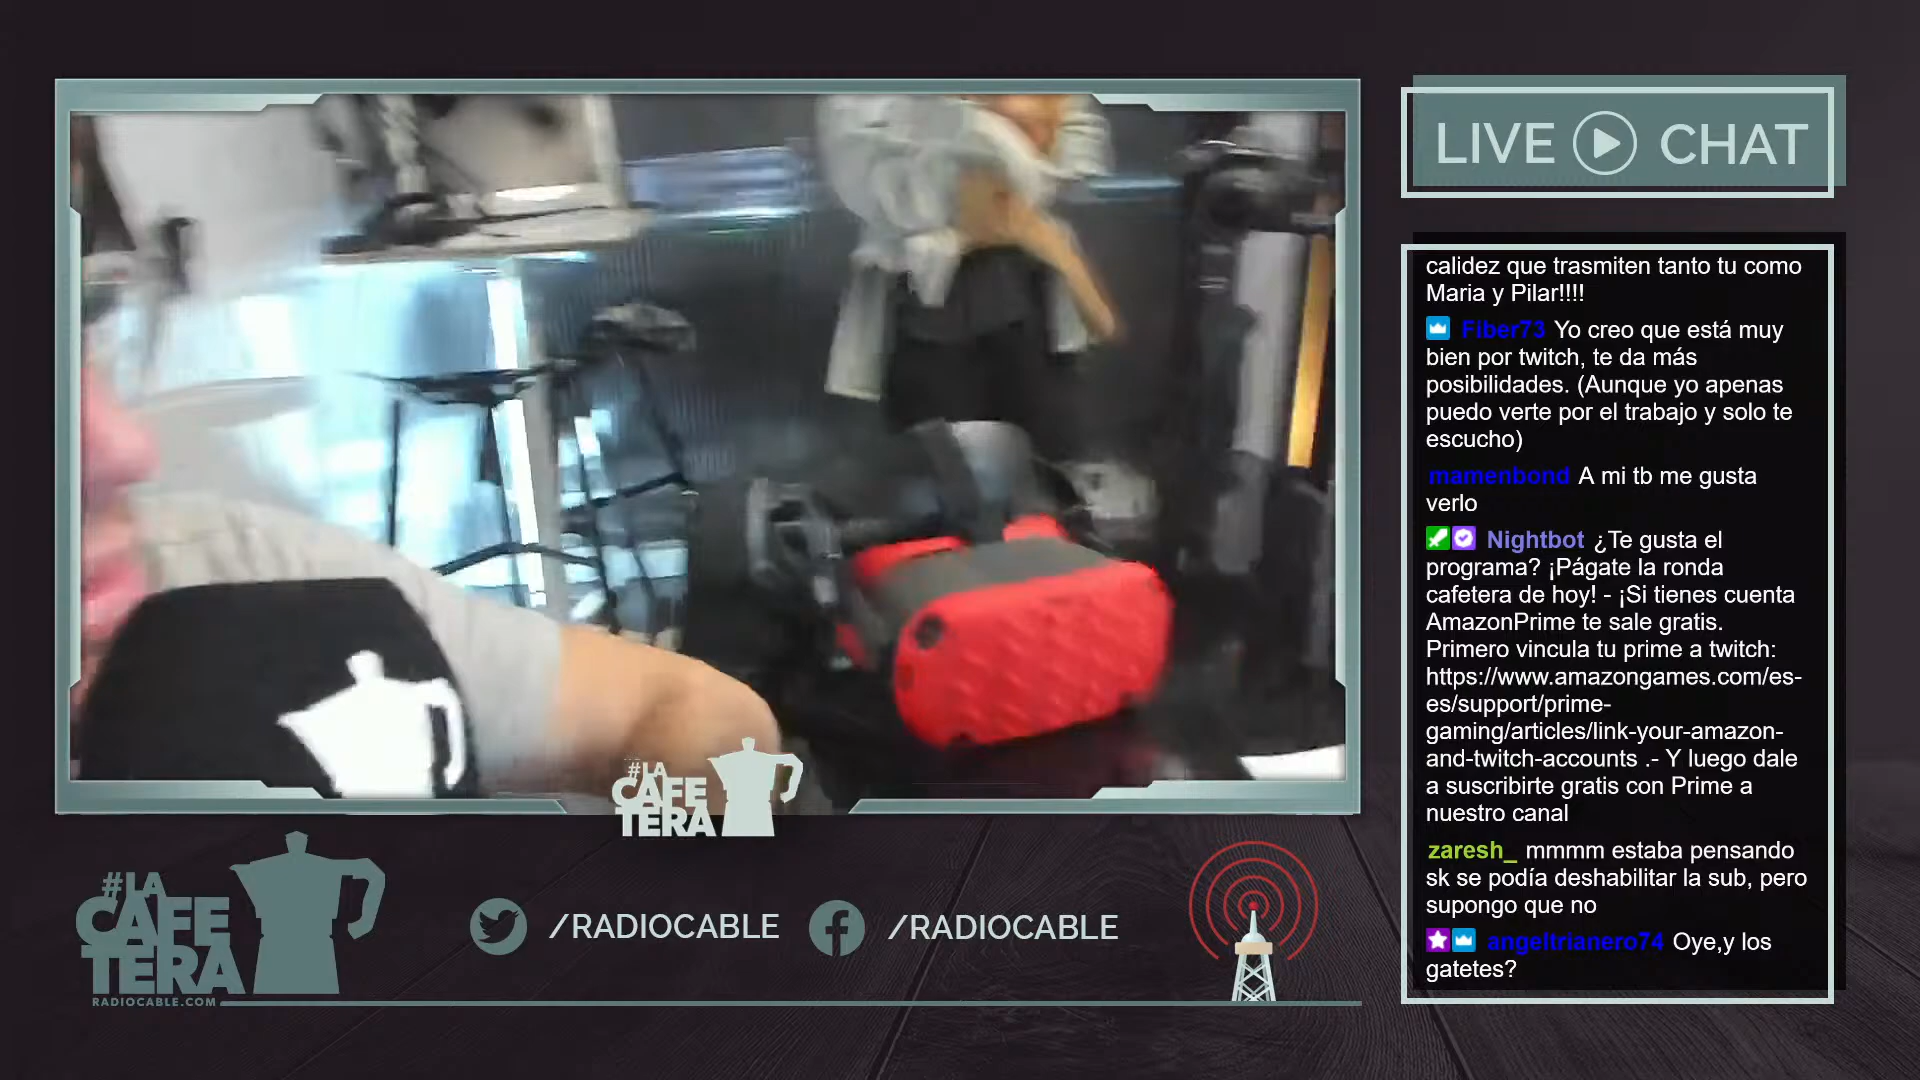 LIVE CHAT
calidez que trasmiten tanto tu como
Maria y Pilar!!!!
Fiber73 Yo creo que está muy
bien por twitch, te da más
posibilidades. (Aunque yo apenas
puedo verte por el trabajo y solo te
escucho)
mamenbond A mi tb me gusta
verlo
Nightbot ¿Te gusta el
programa? ¡Págate la ronda
cafetera de hoy! - ¡Si tienes cuenta
AmazonPrime te sale gratis.
Primero vincula tu prime a twitch:
https://www.amazongames.com/es-
es/support/prime-
gaming/articles/link-your-amazon-
and-twitch-accounts .- Y luego dale
a suscribirte gratis con Prime a
nuestro canal
zaresh_ mmmm estaba pensando
sk se podía deshabilitar la sub, pero
supongo que no
angeltrianero74 Oye,y los
gatetes?
#LA
CAFE
TERA
#LA
CAFE
TERA
RADIOCABLE.COM
/RADIOCABLE
/RADIOCABLE